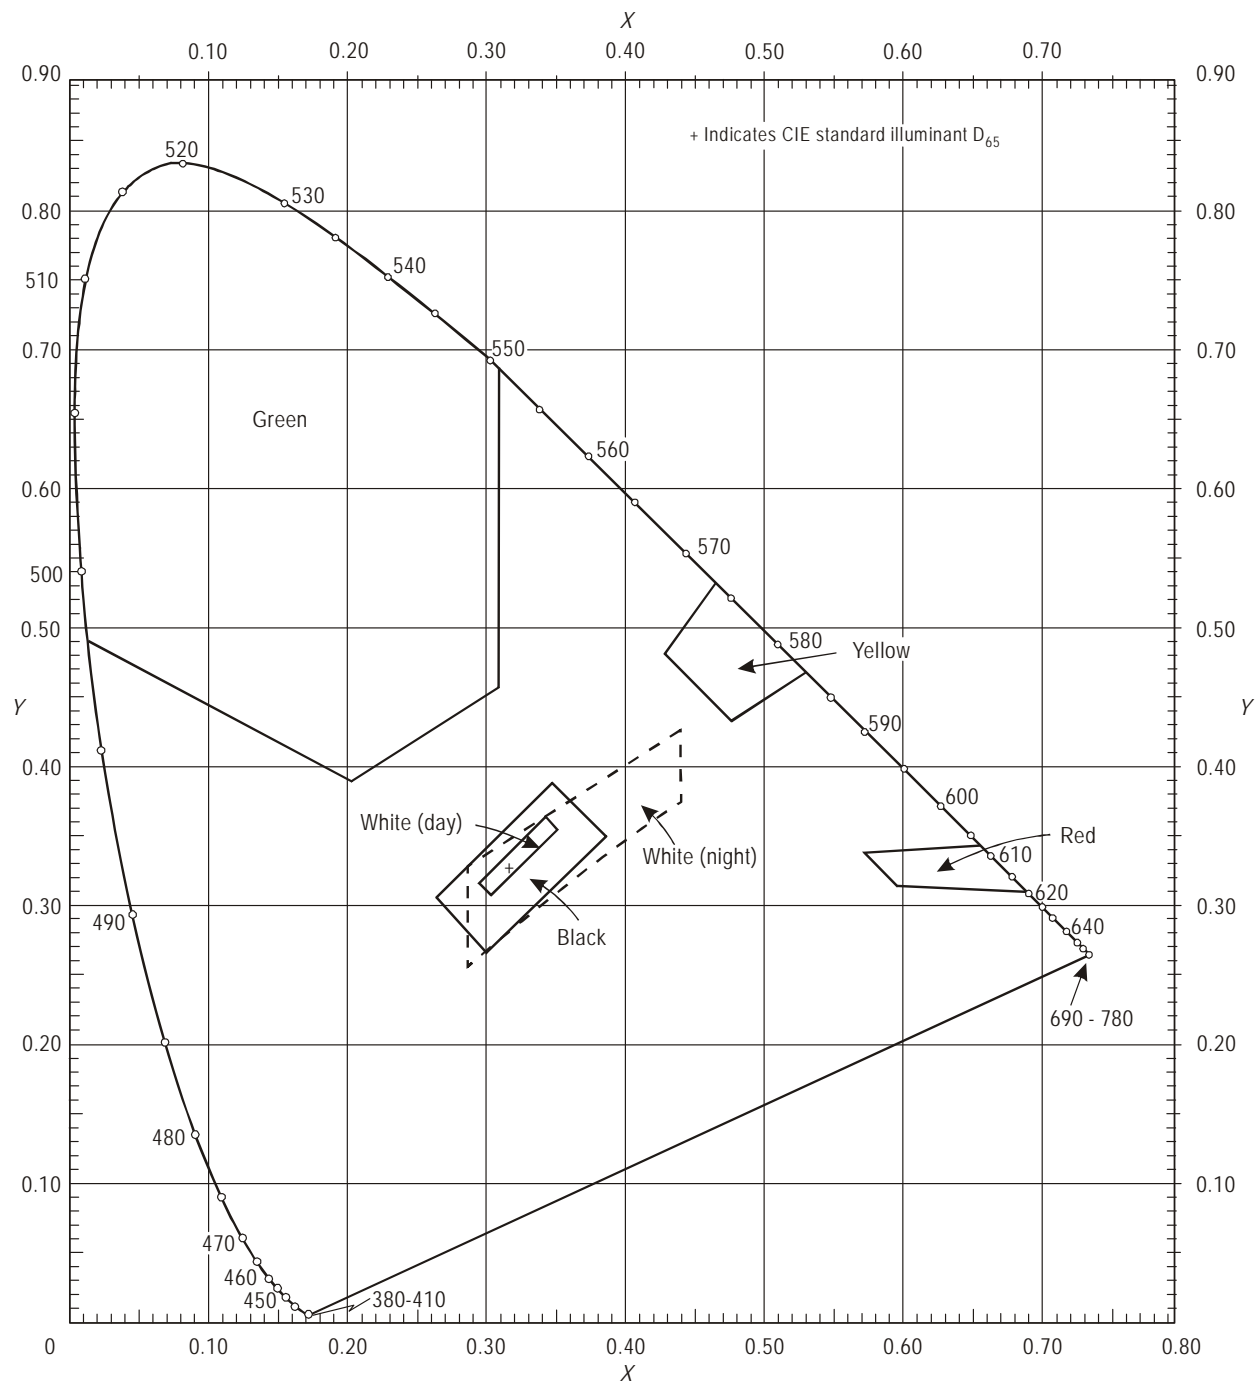 X
0.10 0.20 0.30 0.40 0.50 0.60 0.70
0.90 0.90
+ Indicates CIE standard illuminant D65
520
530
0.80 0.80
540
510
550
0.70 0.70
Green
560
0.60 0.60
570
500
0.50 0.50
580
Yellow
Y Y
590
0.40 0.40
600
White (day)
Red
White (night)
610
620
0.30 0.30
490
640
Black
690 - 780
0.20 0.20
480
0.10 0.10
470
460
450
380-410
0 0.10 0.20 0.30 0.40 0.50 0.60 0.70 0.80
X